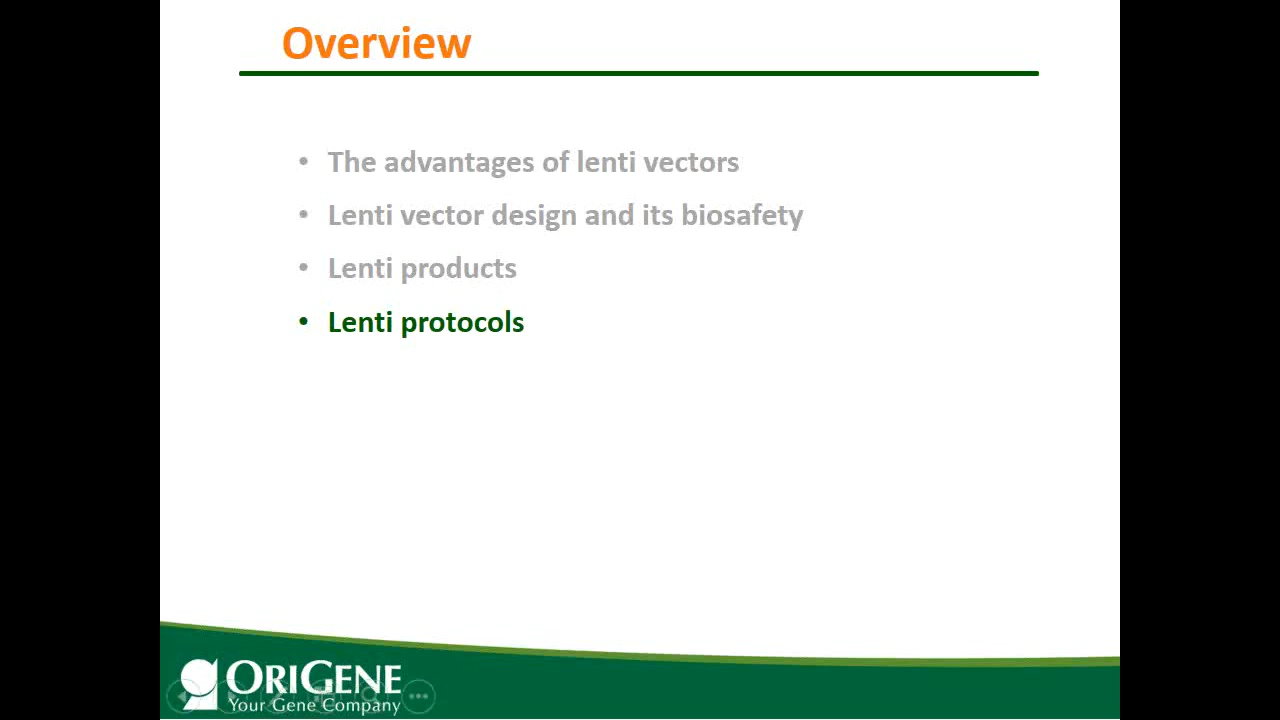 Overview
• The advantages of lenti vectors
• Lenti vector design and its biosafety
• Lenti products
• Lenti protocols
ORIGENE
Your Gene Company